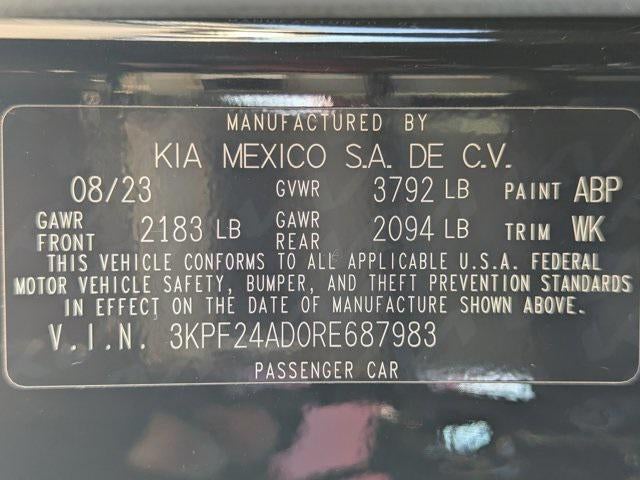 MANUFACTURED BY
KIA MEXICO S.A. DE C.V.
08/23 GVWR 3792 LB PAINT ABP
GAWR FRONT 2183 LB GAWR REAR 2094 LB TRIM WK
THIS VEHICLE CONFORMS TO ALL APPLICABLE U.S.A. FEDERAL
MOTOR VEHICLE SAFETY, BUMPER, AND THEFT PREVENTION STANDARDS
IN EFFECT ON THE DATE OF MANUFACTURE SHOWN ABOVE.
V.I.N. 3KPF24AD0RE687983
PASSENGER CAR